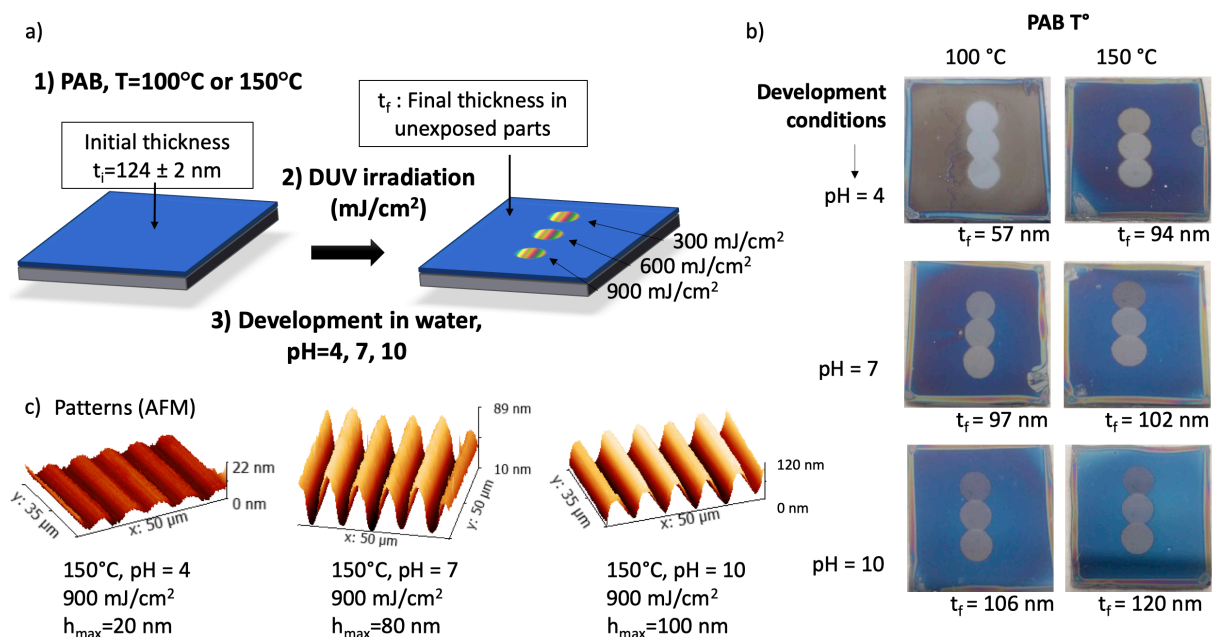 a)
1) PAB, T=100°C or 150°C
Initial thickness
tᵢ=124 ± 2 nm
t_f : Final thickness in
unexposed parts
2) DUV irradiation
(mJ/cm²)
300 mJ/cm²
600 mJ/cm²
900 mJ/cm²
3) Development in water,
pH=4, 7, 10
b)
PAB T°
100 °C
150 °C
Development
conditions
pH = 4
t_f = 57 nm
t_f = 94 nm
pH = 7
t_f = 97 nm
t_f = 102 nm
pH = 10
t_f = 106 nm
t_f = 120 nm
c) Patterns (AFM)
22 nm
0 nm
y: 35 µm
x: 50 µm
150°C, pH = 4
900 mJ/cm²
h_max=20 nm
89 nm
10 nm
y: 50 µm
x: 50 µm
150°C, pH = 7
900 mJ/cm²
h_max=80 nm
120 nm
0 nm
y: 35 µm
x: 50 µm
150°C, pH = 10
900 mJ/cm²
h_max=100 nm